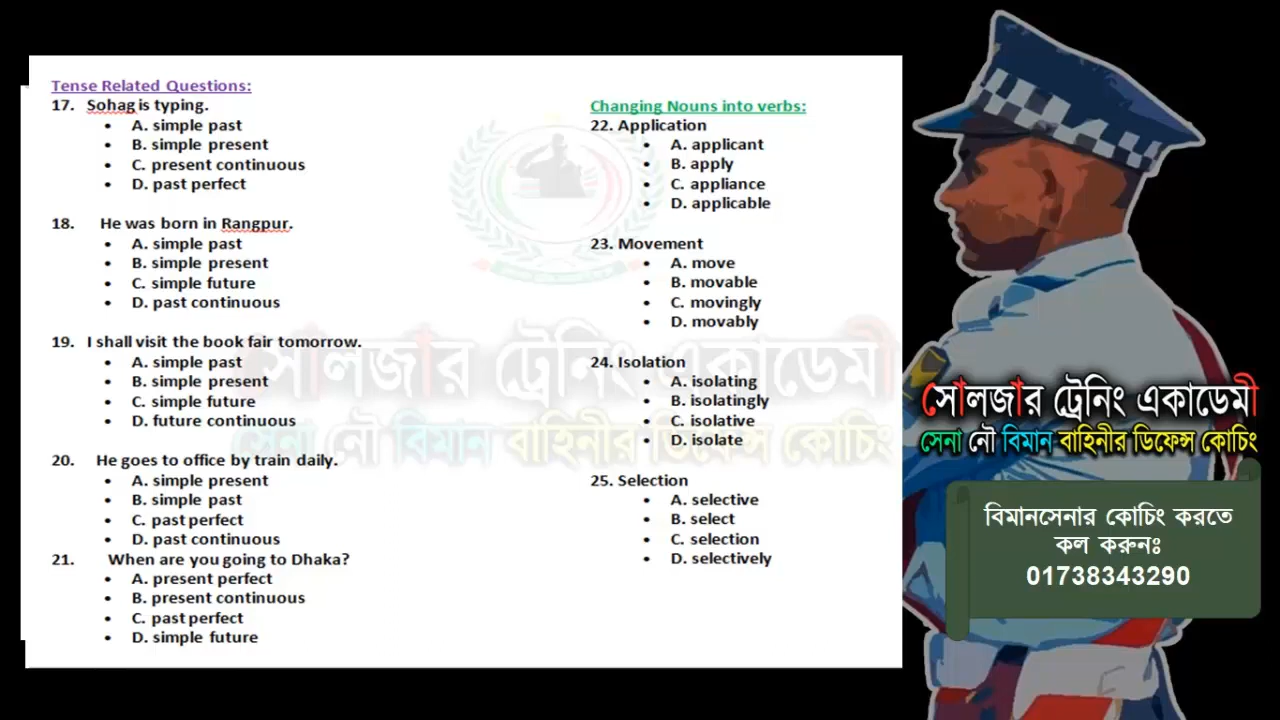 Tense Related Questions:
17. Sohag is typing.
• A. simple past
• B. simple present
• C. present continuous
• D. past perfect
18. He was born in Rangpur.
• A. simple past
• B. simple present
• C. simple future
• D. past continuous
19. I shall visit the book fair tomorrow.
• A. simple past
• B. simple present
• C. simple future
• D. future continuous
20. He goes to office by train daily.
• A. simple present
• B. simple past
• C. past perfect
• D. past continuous
21. When are you going to Dhaka?
• A. present perfect
• B. present continuous
• C. past perfect
• D. simple future
Changing Nouns into verbs:
22. Application
• A. applicant
• B. apply
• C. appliance
• D. applicable
23. Movement
• A. move
• B. movable
• C. movingly
• D. movably
24. Isolation
• A. isolating
• B. isolatingly
• C. isolative
• D. isolate
25. Selection
• A. selective
• B. select
• C. selection
• D. selectively
সোলজার ট্রেনিং একাডেমী
সেনা নৌ বিমান বাহিনীর ডিফেন্স কোচিং
সোলজার ট্রেনিং একাডেমী
সেনা নৌ বিমান বাহিনীর ডিফেন্স কোচিং
বিমানসেনার কোচিং করতে
কল করুনঃ
01738343290